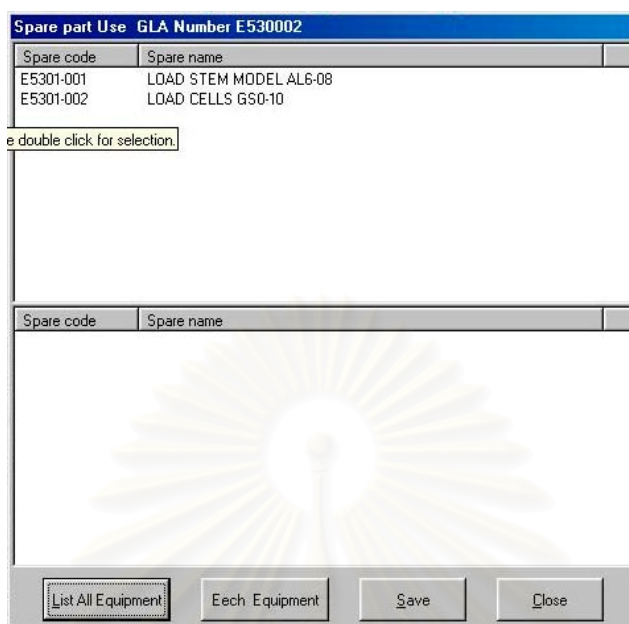 Spare part Use GLA Number E530002
Spare code Spare name
E5301-001 LOAD STEM MODEL AL6-08
E5301-002 LOAD CELLS GS0-10
e double click for selection.
Spare code Spare name
List All Equipment Eech Equipment Save Close